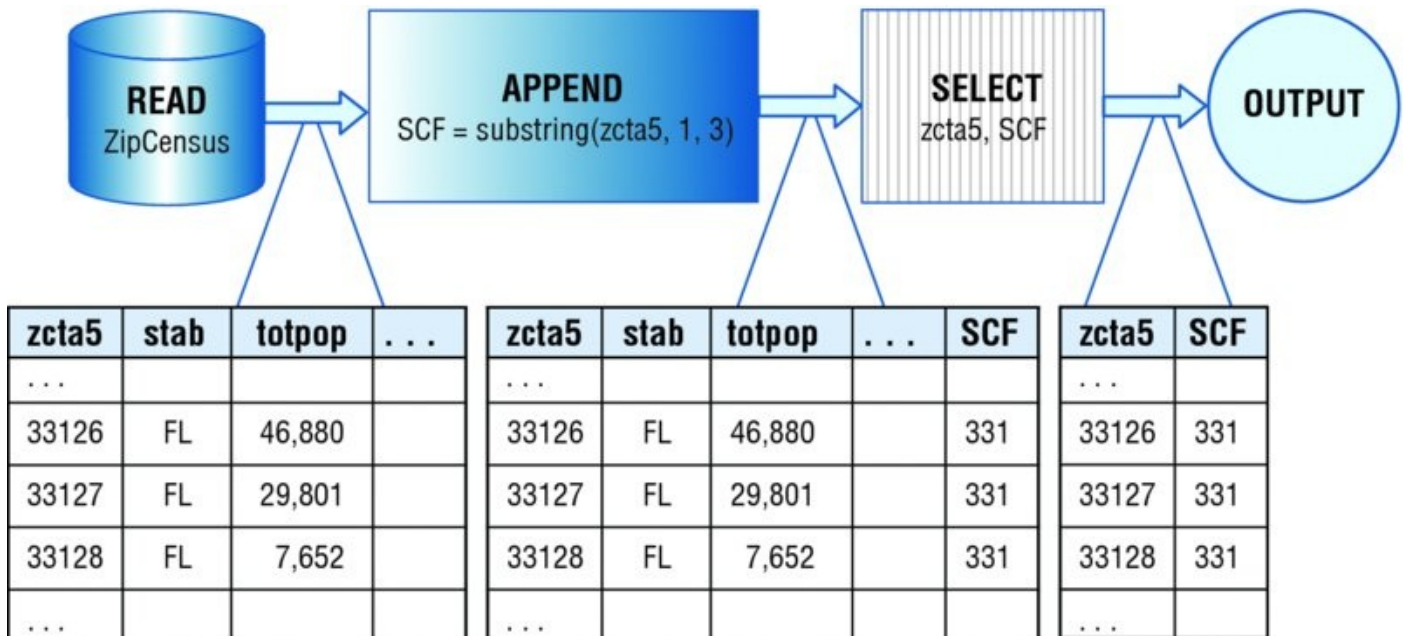 READ
ZipCensus
APPEND
SCF = substring(zcta5, 1, 3)
SELECT
zcta5, SCF
OUTPUT
zcta5 stab totpop . . .
. . .
33126 FL 46,880
33127 FL 29,801
33128 FL 7,652
. . .
zcta5 stab totpop . . . SCF
. . .
33126 FL 46,880 331
33127 FL 29,801 331
33128 FL 7,652 331
. . .
zcta5 SCF
. . .
33126 331
33127 331
33128 331
. . .